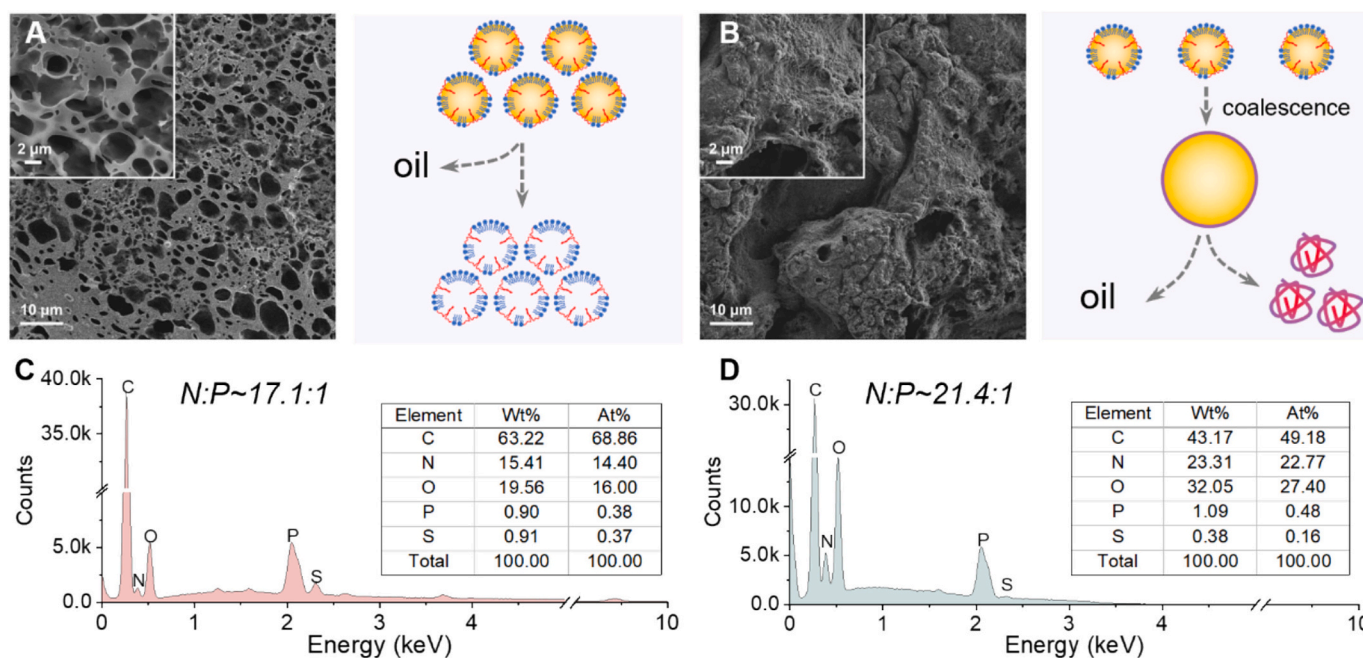 A
2 µm
10 µm
oil
B
2 µm
10 µm
coalescence
oil
C
N:P~17.1:1
40.0k
35.0k
5.0k
0.0
Counts
C
N
O
P
S
Element Wt% At%
C 63.22 68.86
N 15.41 14.40
O 19.56 16.00
P 0.90 0.38
S 0.91 0.37
Total 100.00 100.00
0 1 2 3 4 10
Energy (keV)
D
N:P~21.4:1
30.0k
10.0k
5.0k
0.0
Counts
C
N
O
P
S
Element Wt% At%
C 43.17 49.18
N 23.31 22.77
O 32.05 27.40
P 1.09 0.48
S 0.38 0.16
Total 100.00 100.00
0 1 2 3 4 10
Energy (keV)